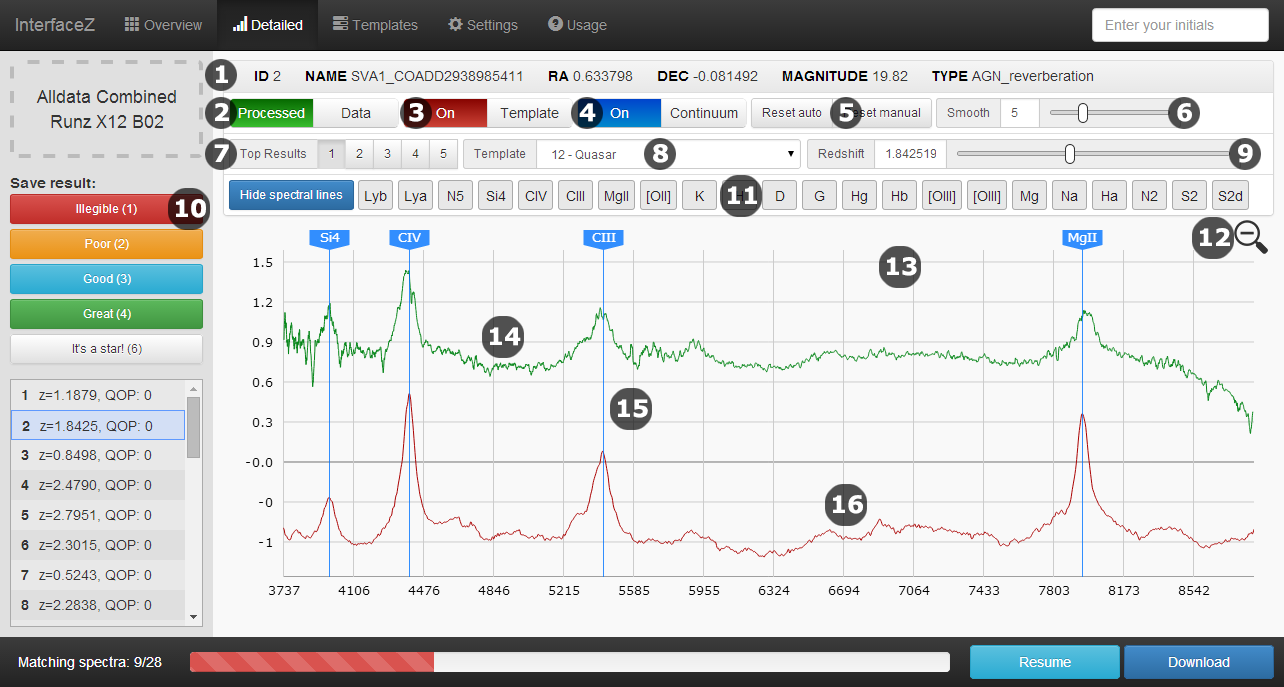 InterfaceZ Overview Detailed Templates Settings Usage Enter your initials
Alldata Combined
Runz X12 B02
1 ID 2 NAME SVA1_COADD2938985411 RA 0.633798 DEC -0.081492 MAGNITUDE 19.82 TYPE AGN_reverberation
2 Processed Data 3 On Template 4 On Continuum Reset auto 5 manual Smooth 5 6
7 Top Results 1 2 3 4 5 Template 12 - Quasar 8 Redshift 1.842519 9
Save result:
Illegible (1) 10
Poor (2)
Good (3)
Great (4)
It's a star! (6)
Hide spectral lines Lyb Lya N5 Si4 CIV CIII MgII [OII] K 11 D G Hg Hb [OIII] [OIII] Mg Na Ha N2 S2 S2d
1 z=1.1879, QOP: 0
2 z=1.8425, QOP: 0
3 z=0.8498, QOP: 0
4 z=2.4790, QOP: 0
5 z=2.7951, QOP: 0
6 z=2.3015, QOP: 0
7 z=0.5243, QOP: 0
8 z=2.2838, QOP: 0
Si4 CIV CIII MgII 12
13
14
15
16
1.5
1.2
0.9
0.6
0.3
-0.0
-0
-1
3737 4106 4476 4846 5215 5585 5955 6324 6694 7064 7433 7803 8173 8542
Matching spectra: 9/28 Resume Download